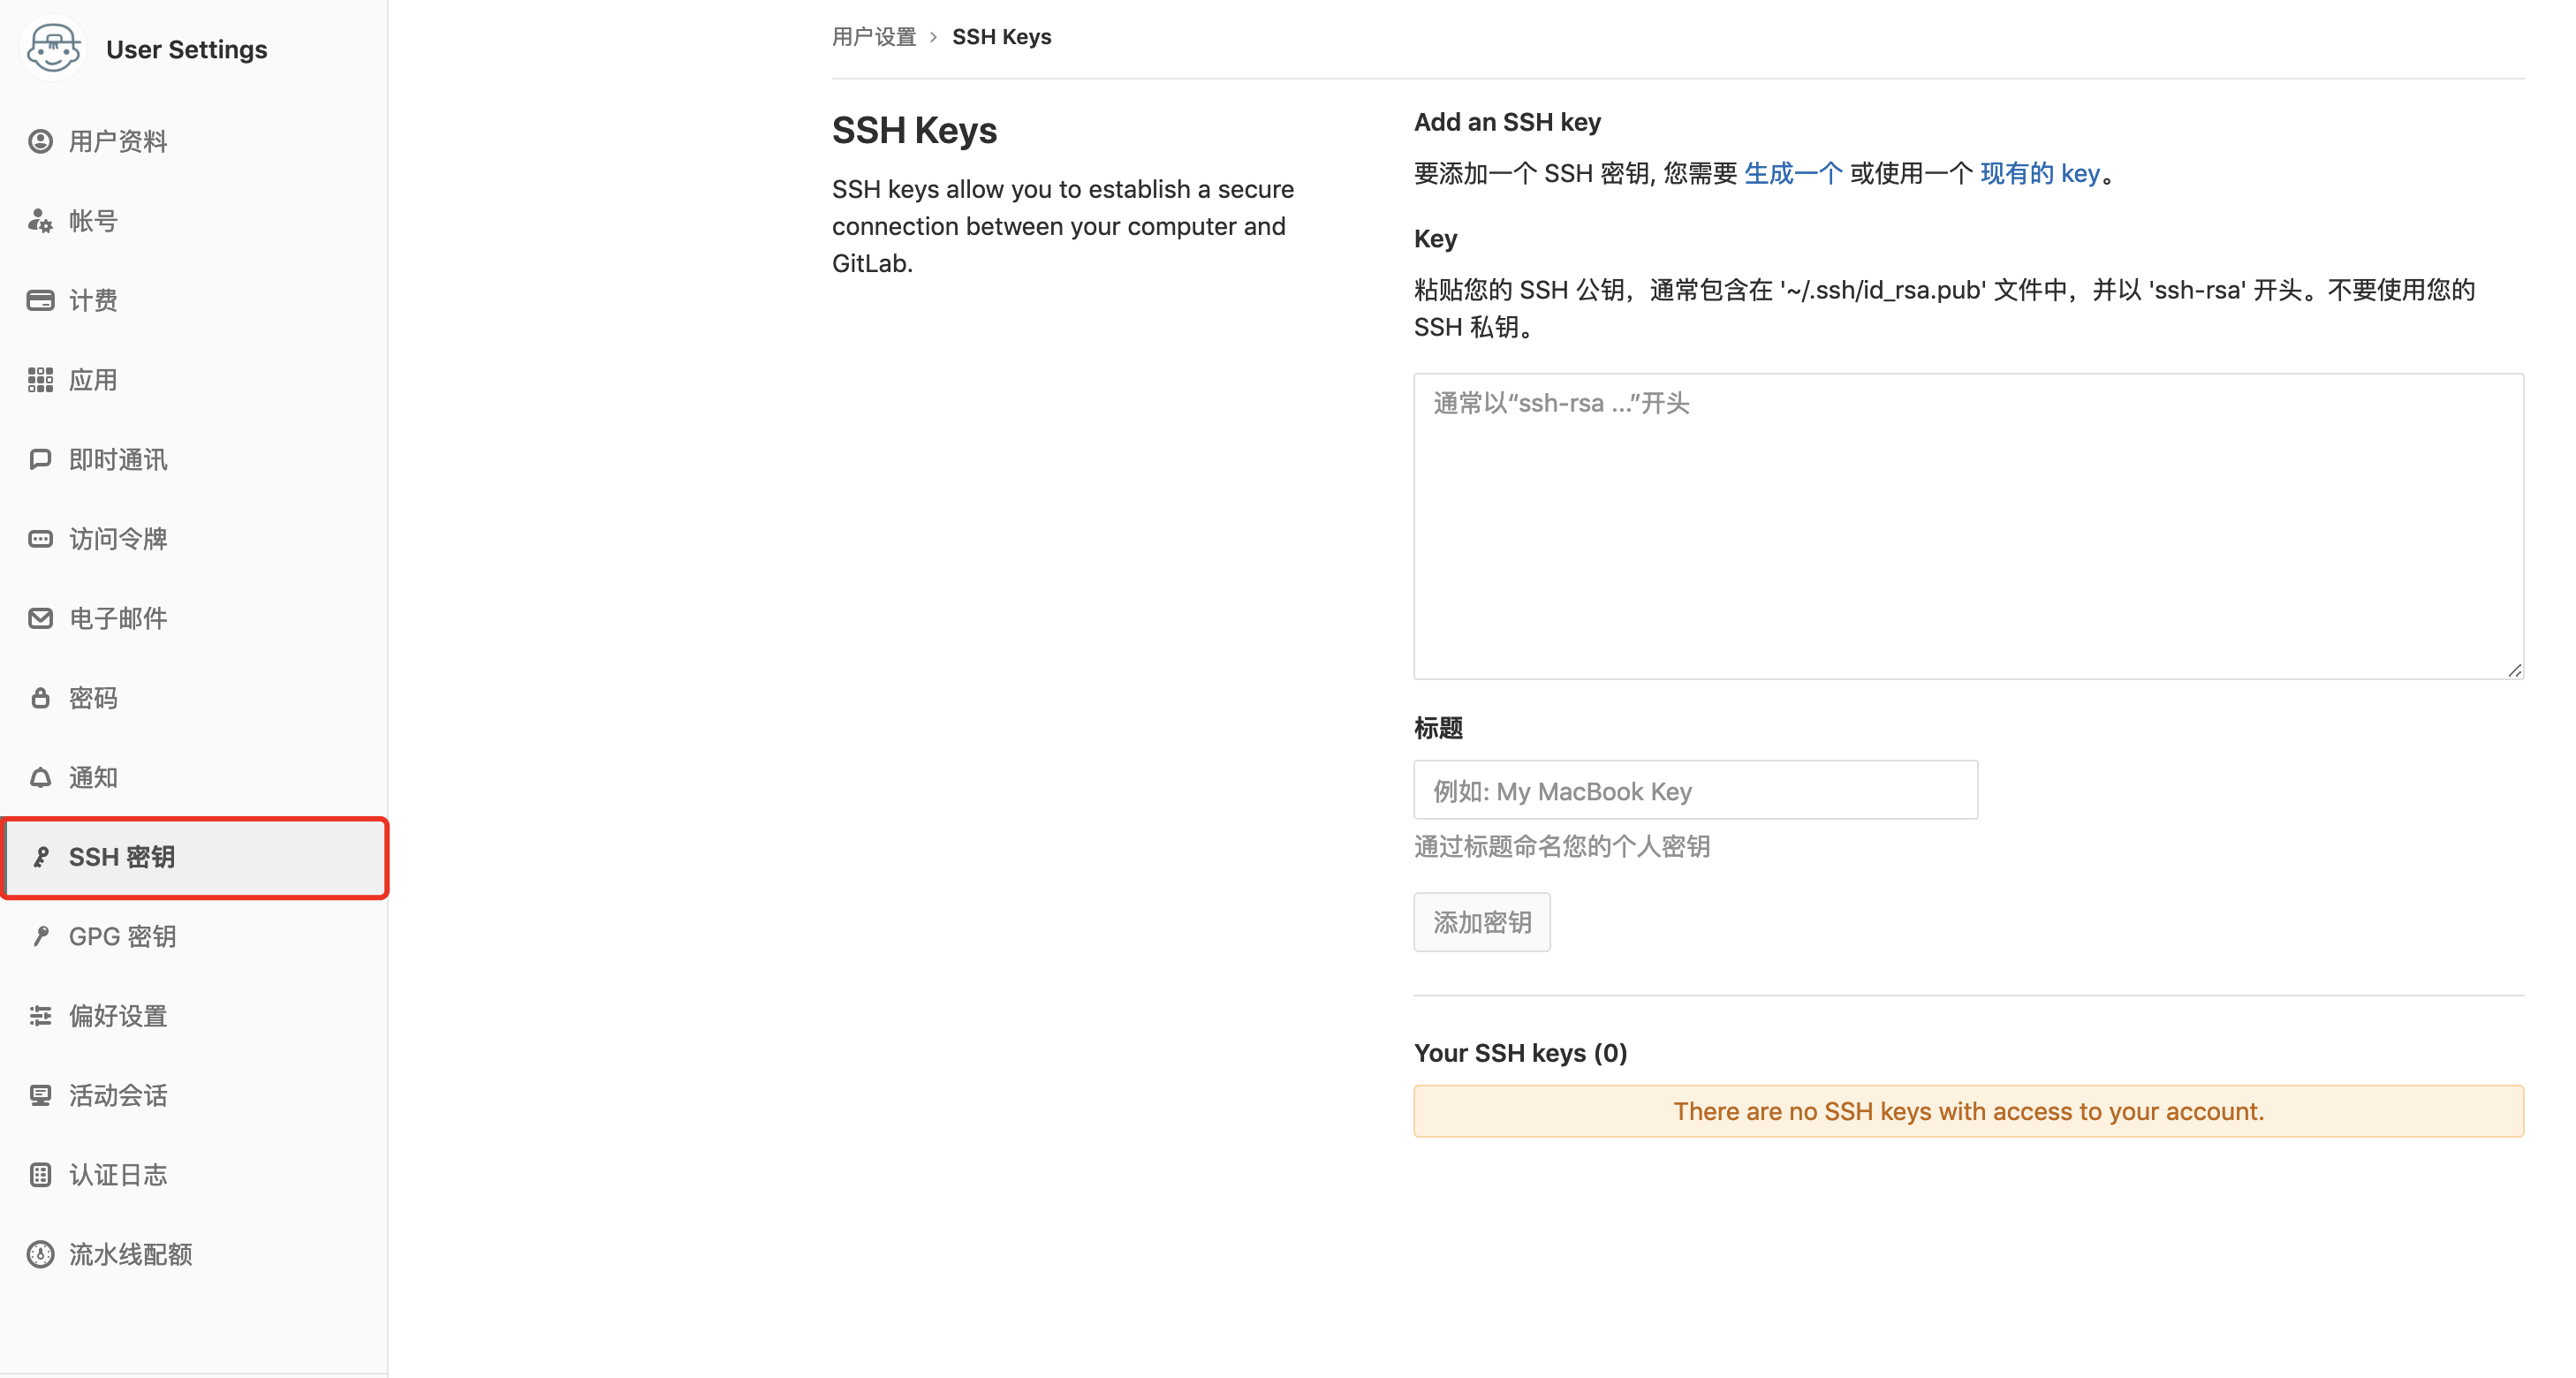 User Settings
用户资料
帐号
计费
应用
即时通讯
访问令牌
电子邮件
密码
通知
SSH 密钥
GPG 密钥
偏好设置
活动会话
认证日志
流水线配额
用户设置 › SSH Keys
SSH Keys
SSH keys allow you to establish a secure
connection between your computer and
GitLab.
Add an SSH key
要添加一个 SSH 密钥, 您需要 生成一个 或使用一个 现有的 key。
Key
粘贴您的 SSH 公钥，通常包含在 '~/.ssh/id_rsa.pub' 文件中，并以 'ssh-rsa' 开头。不要使用您的
SSH 私钥。
通常以“ssh-rsa ...”开头
标题
例如: My MacBook Key
通过标题命名您的个人密钥
添加密钥
Your SSH keys (0)
There are no SSH keys with access to your account.